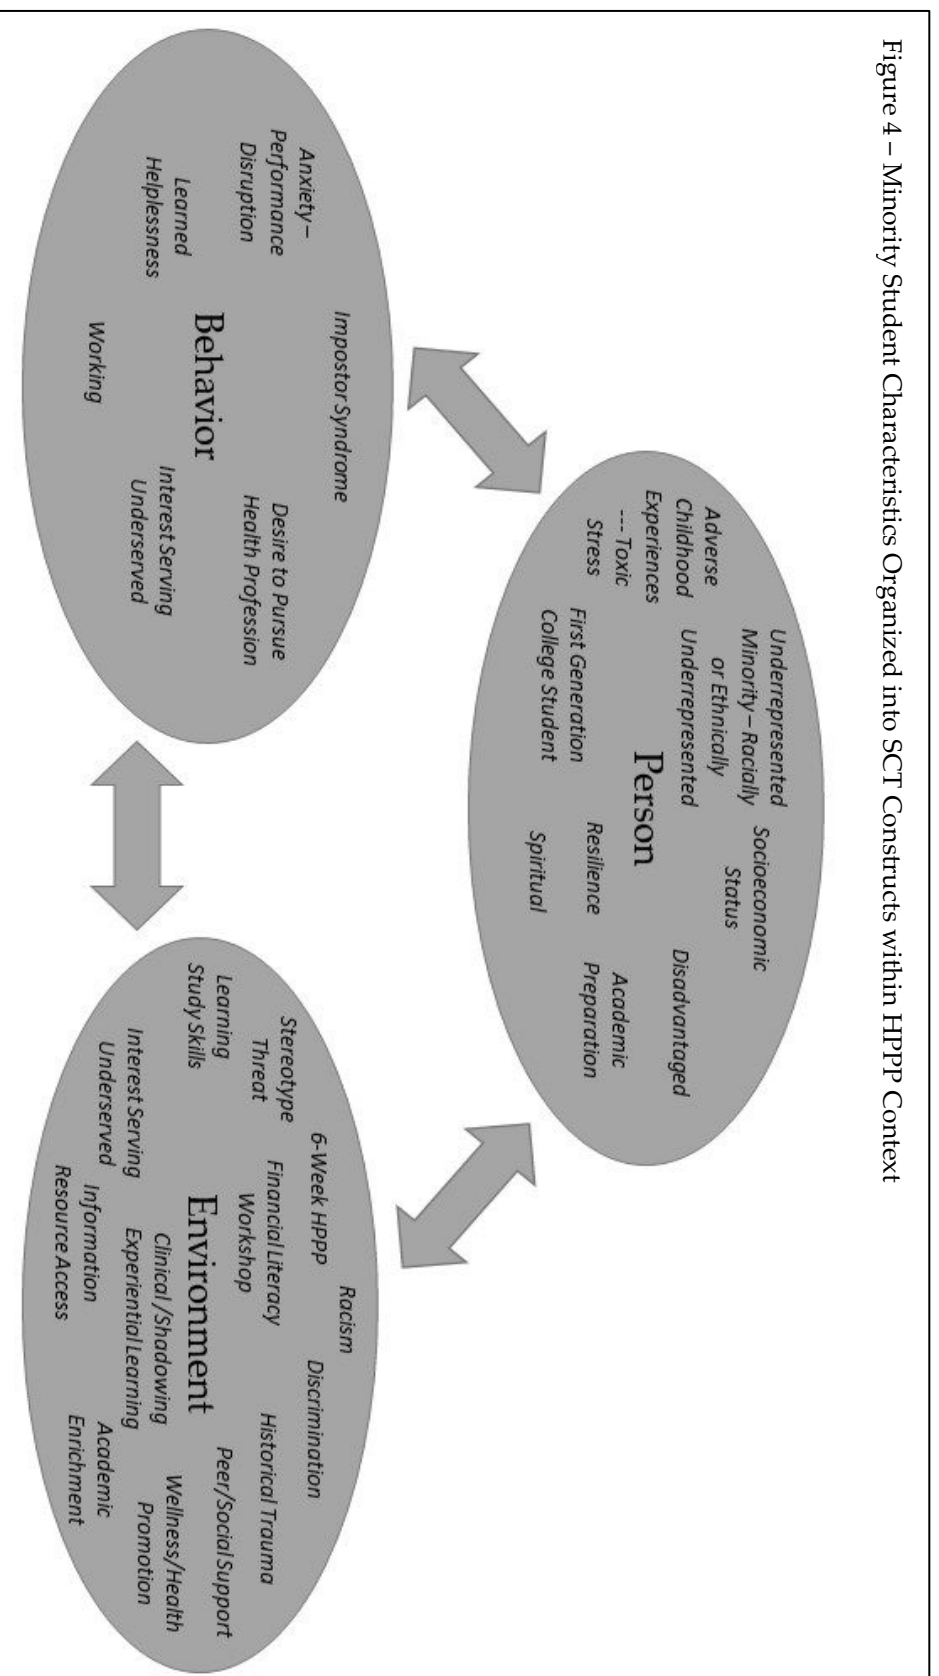 Figure 4 – Minority Student Characteristics Organized into SCT Constructs within HPPP Context
Underrepresented
Minority – Racially
or Ethnically
Underrepresented
Socioeconomic
Status
Adverse
Childhood
Experiences
--- Toxic
Stress
Disadvantaged
Person
First Generation
College Student
Resilience
Spiritual
Academic
Preparation
Impostor Syndrome
Anxiety –
Performance
Disruption
Desire to Pursue
Health Profession
Behavior
Learned
Helplessness
Interest Serving
Underserved
Working
Racism
6-Week HPPP
Discrimination
Stereotype
Threat
Financial Literacy
Workshop
Historical Trauma
Learning
Study Skills
Peer/Social Support
Environment
Clinical /Shadowing
Experiential Learning
Wellness/Health
Promotion
Interest Serving
Underserved
Information
Resource Access
Academic
Enrichment